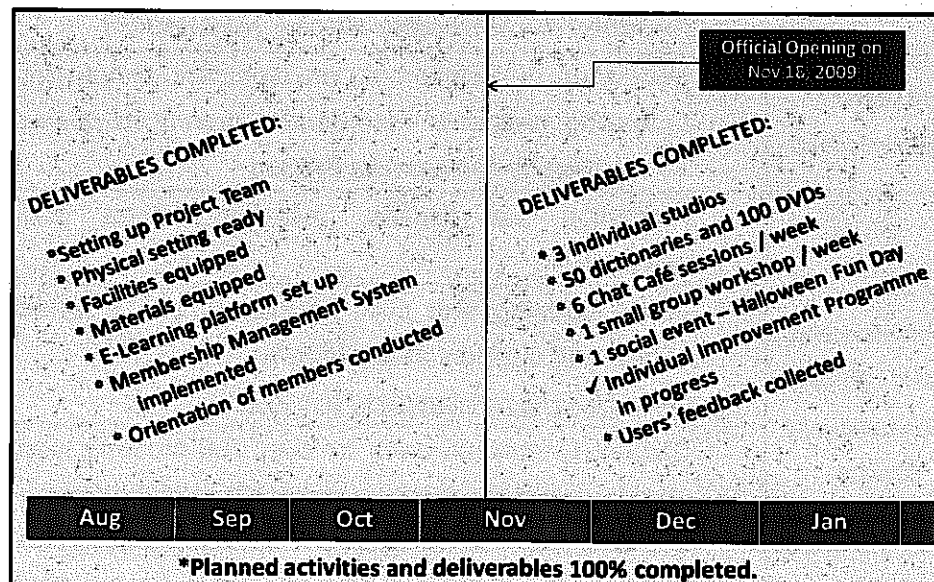 Official Opening on
Nov 18, 2009
DELIVERABLES COMPLETED:
*Setting up Project Team
* Physical setting ready
* Facilities equipped
* Materials equipped
* E-Learning platform set up
* Membership Management System
implemented
* Orientation of members conducted
DELIVERABLES COMPLETED:
* 3 individual studios
* 50 dictionaries and 100 DVDs
* 6 Chat Café sessions / week
* 1 small group workshop / week
* 1 social event – Halloween Fun Day
✓ Individual Improvement Programme
in progress
* Users' feedback collected
Aug Sep Oct Nov Dec Jan
*Planned activities and deliverables 100% completed.